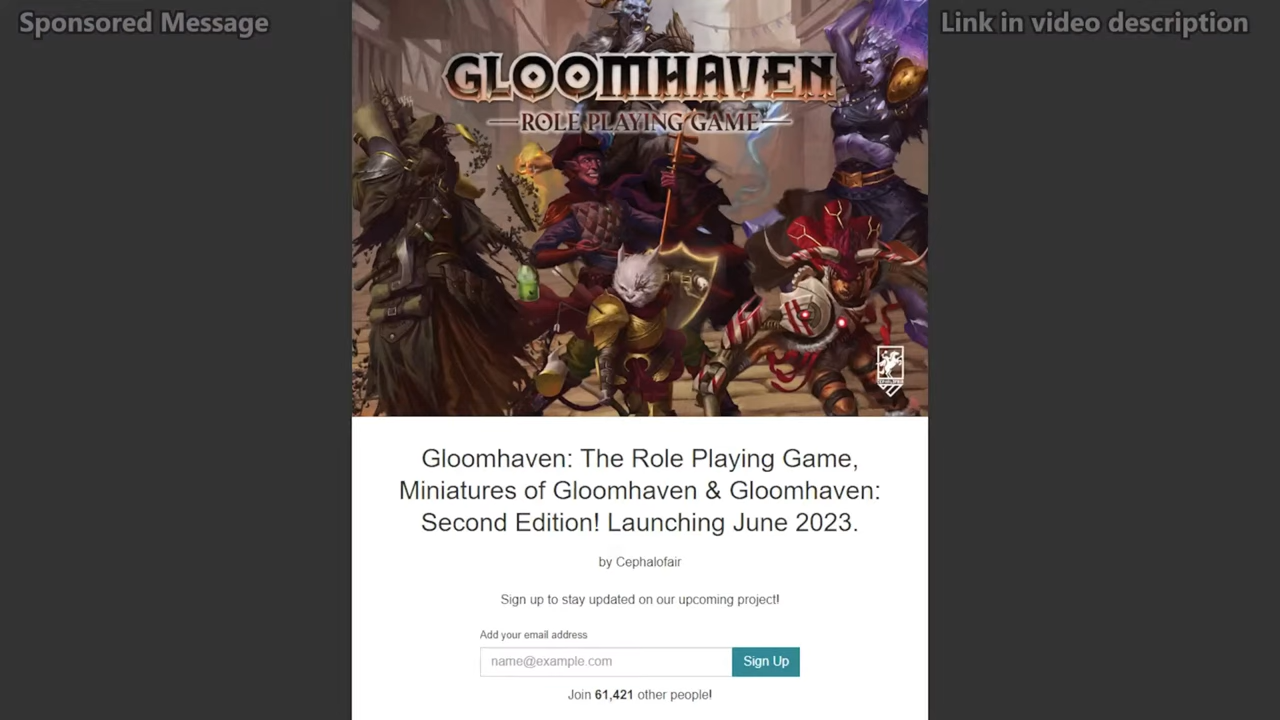 Sponsored Message
Link in video description
GLOOMHAVEN
ROLE PLAYING GAME
Gloomhaven: The Role Playing Game,
Miniatures of Gloomhaven & Gloomhaven:
Second Edition! Launching June 2023.
by Cephalofair
Sign up to stay updated on our upcoming project!
Add your email address
name@example.com
Sign Up
Join 61,421 other people!